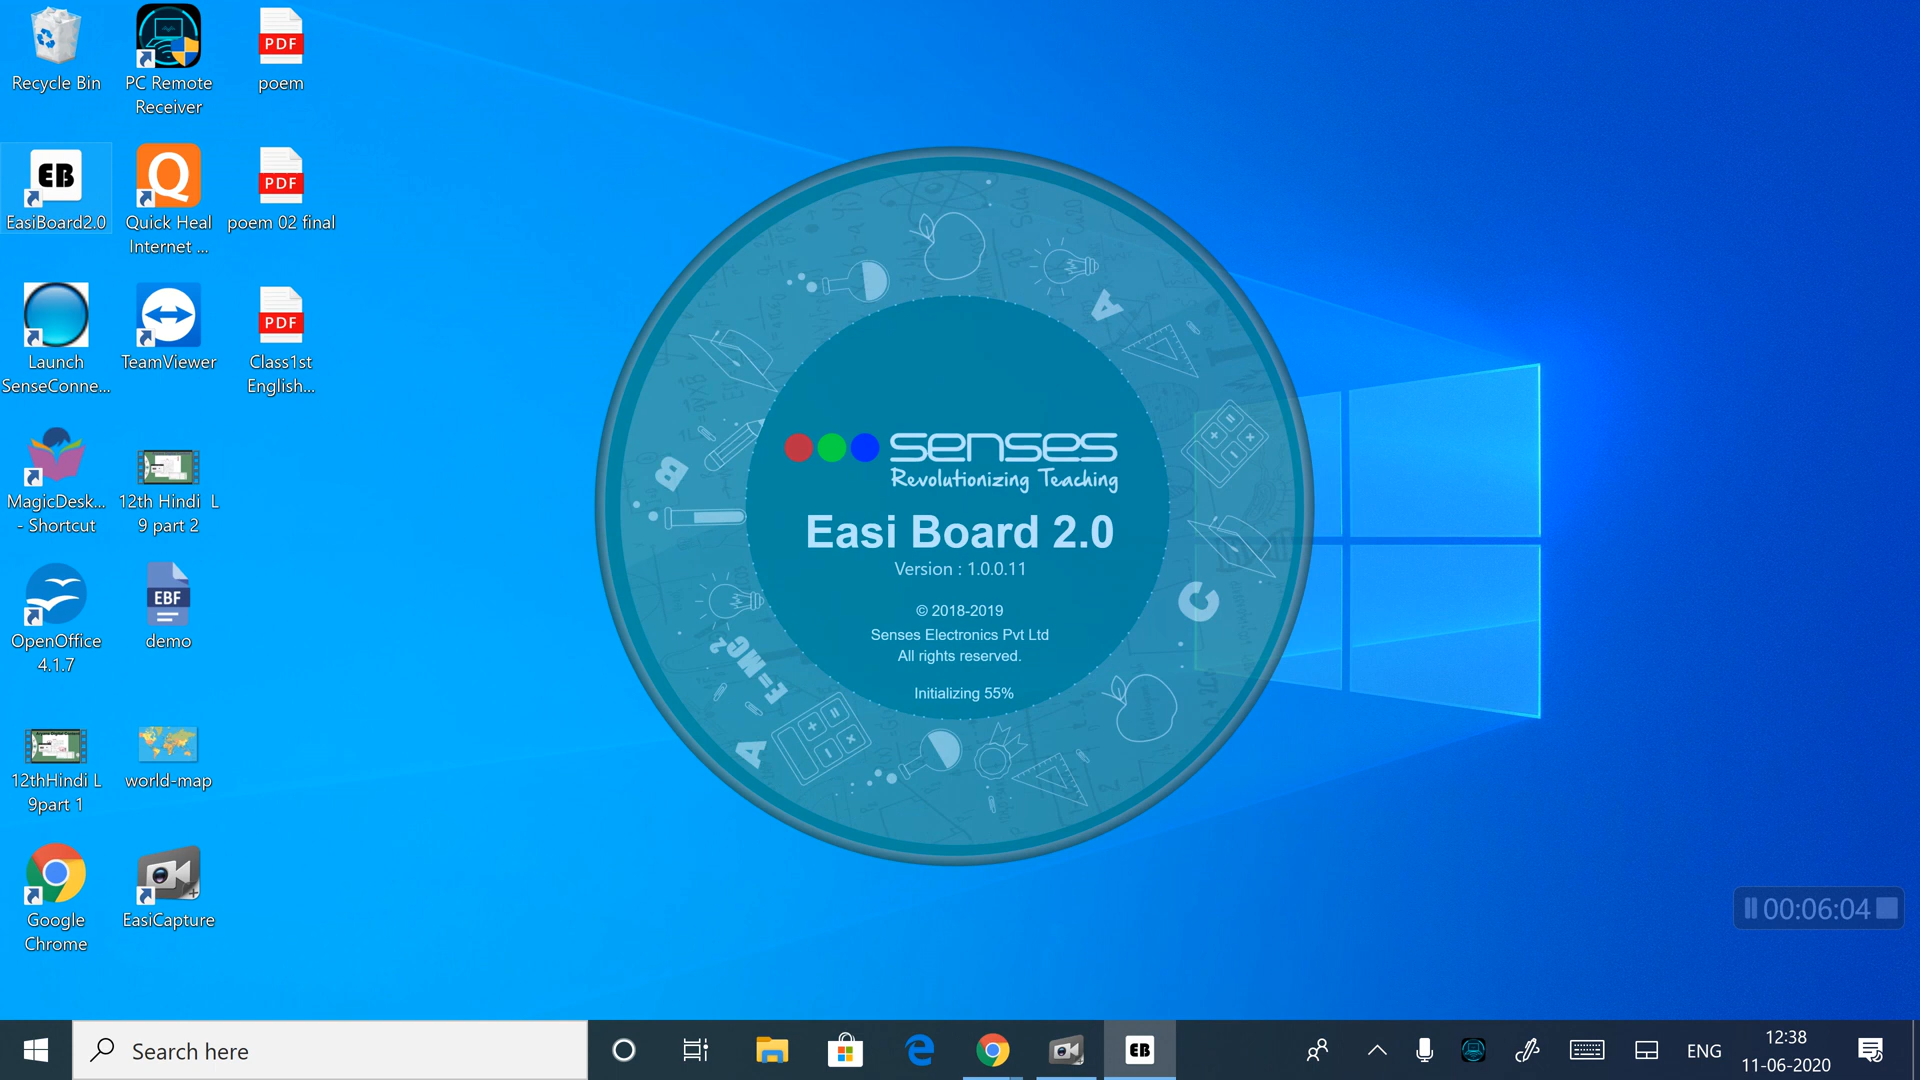 Recycle Bin
PC Remote
Receiver
PDF
poem
EB
EasiBoard2.0
Q
Quick Heal
Internet ...
PDF
poem 02 final
Launch
SenseConne...
TeamViewer
PDF
Class1st
English...
MagicDesk...
- Shortcut
12th Hindi L
9 part 2
OpenOffice
4.1.7
EBF
demo
12thHindi L
9part 1
world-map
Google
Chrome
EasiCapture
A
B
C
E=MC2
A
senses
Revolutionizing Teaching
Easi Board 2.0
Version : 1.0.0.11
© 2018-2019
Senses Electronics Pvt Ltd
All rights reserved.
Initializing 55%
00:06:04
Search here
EB
ENG
12:38
11-06-2020